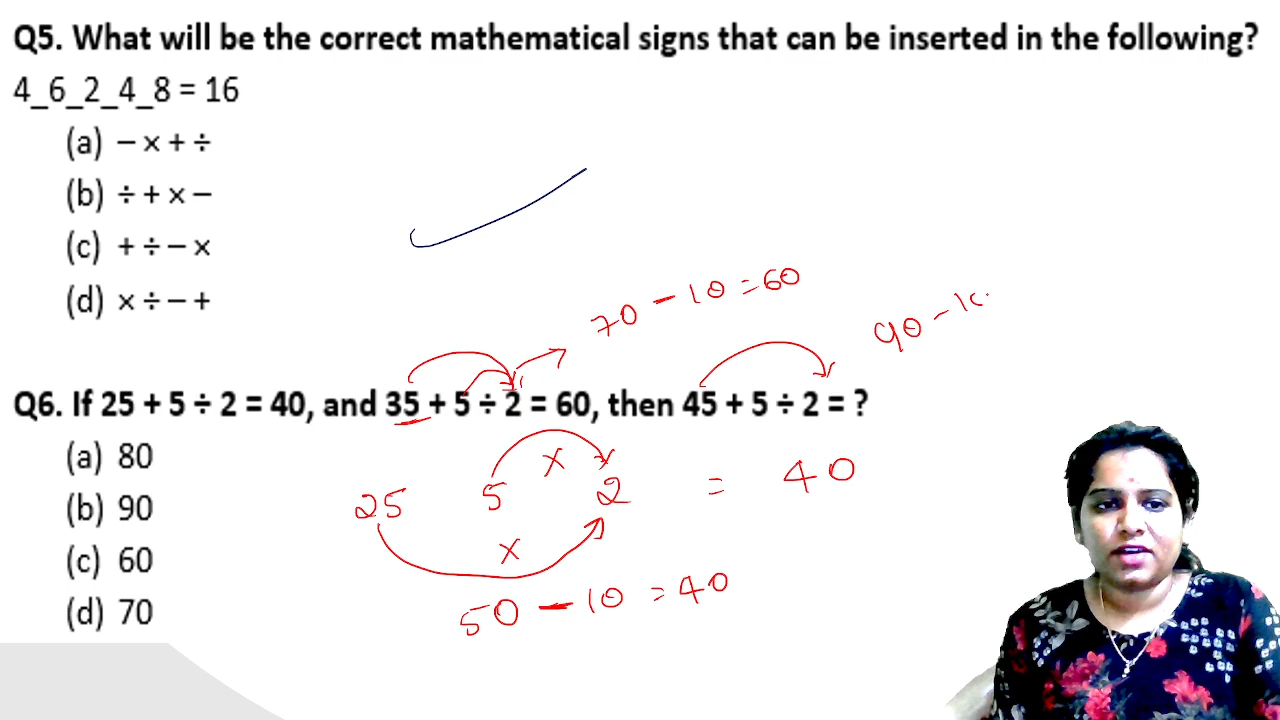 Q5. What will be the correct mathematical signs that can be inserted in the following?
4_6_2_4_8 = 16
(a) − x + ÷
(b) ÷ + x −
(c) + ÷ − x
(d) x ÷ − +
70 − 10 = 60
90 − 10
Q6. If 25 + 5 ÷ 2 = 40, and 35 + 5 ÷ 2 = 60, then 45 + 5 ÷ 2 = ?
(a) 80
(b) 90
(c) 60
(d) 70
x
25 5 2 = 40
x
50 − 10 = 40